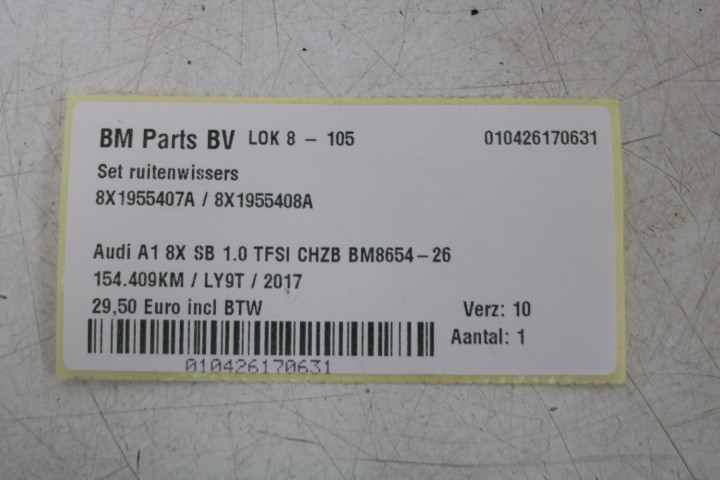 BM Parts BV LOK 8 - 105 010426170631
Set ruitenwissers
8X1955407A / 8X1955408A
Audi A1 8X SB 1.0 TFSI CHZB BM8654-26
154.409KM / LY9T / 2017
29,50 Euro incl BTW Verz: 10
Aantal: 1
010426170631